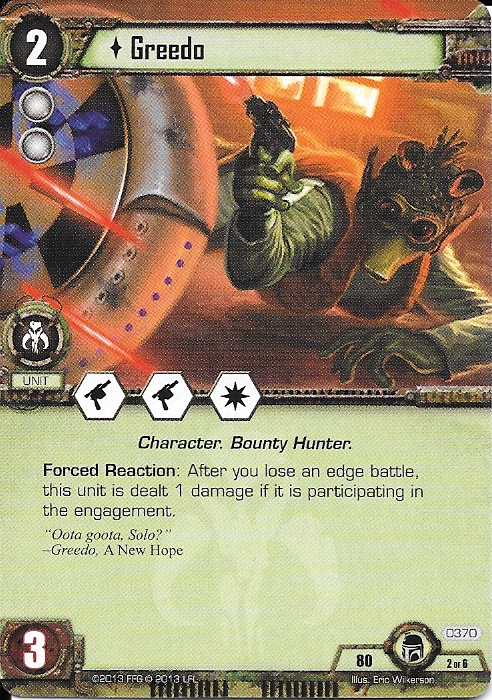 2
Greedo
UNIT
Character. Bounty Hunter.
Forced Reaction: After you lose an edge battle,
this unit is dealt 1 damage if it is participating in
the engagement.
“Oota goota, Solo?”
–Greedo, A New Hope
3
0370
80
2 OF 6
©2013 FFG © 2013 LFL
Illus. Eric Wilkerson